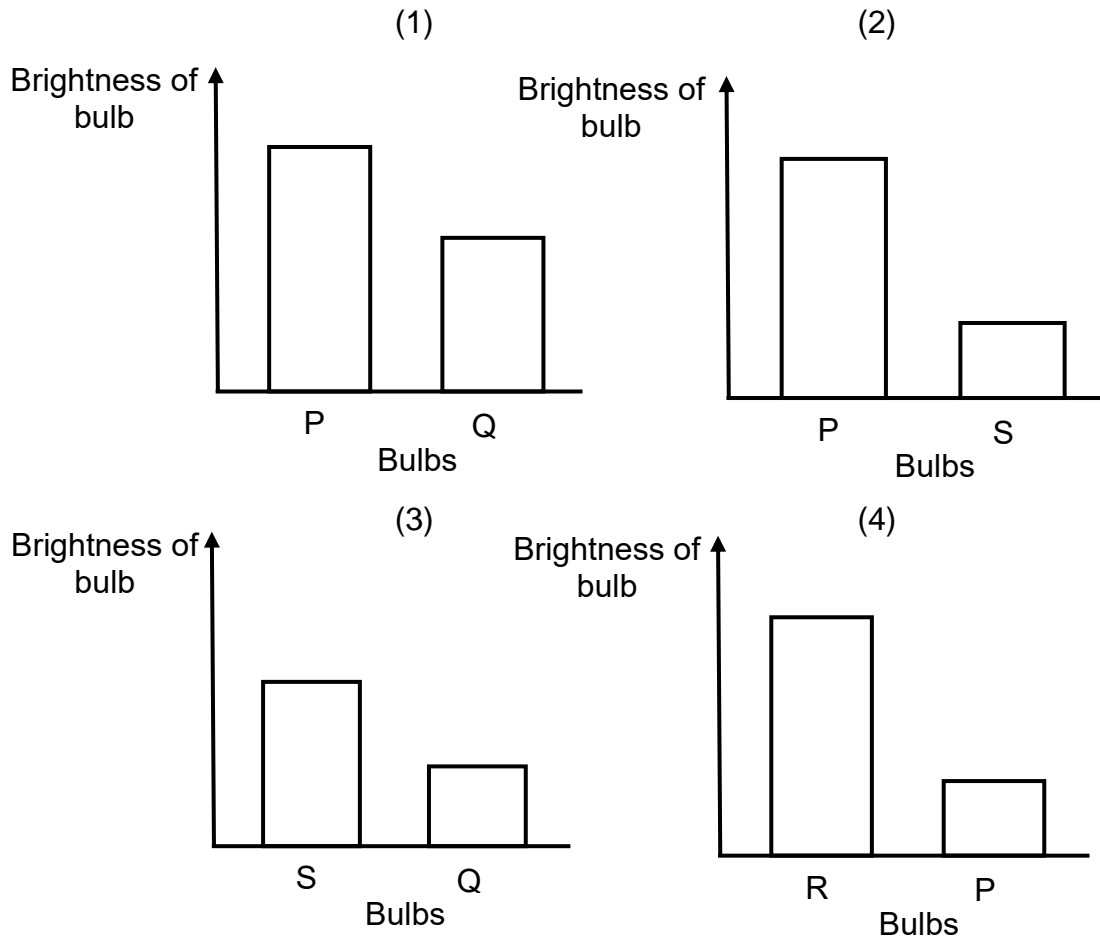 (1)
Brightness of
bulb
P
Q
Bulbs
(2)
Brightness of
bulb
P
S
Bulbs
(3)
Brightness of
bulb
S
Q
Bulbs
(4)
Brightness of
bulb
R
P
Bulbs